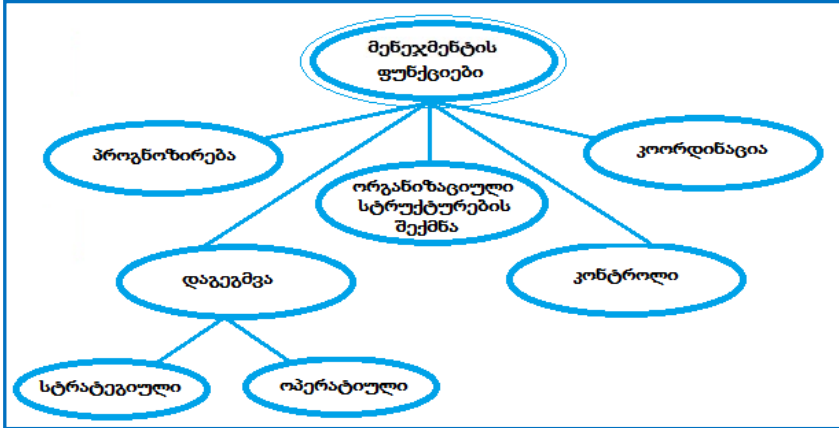 მენეჯმენტის
ფუნქციები
პროგნოზირება
კოორდინაცია
ორგანიზაციული
სტრუქტურების
შექმნა
დაგეგმვა
კონტროლი
სტრატეგიული
ოპერატიული